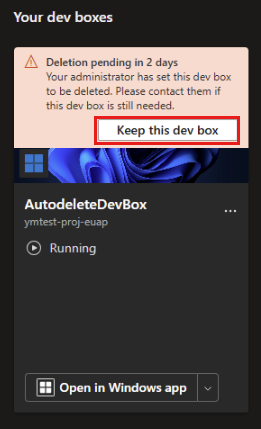 Your dev boxes
Deletion pending in 2 days
Your administrator has set this dev box
to be deleted. Please contact them if
this dev box is still needed.
Keep this dev box
AutodeleteDevBox
ymtest-proj-euap
Running
Open in Windows app